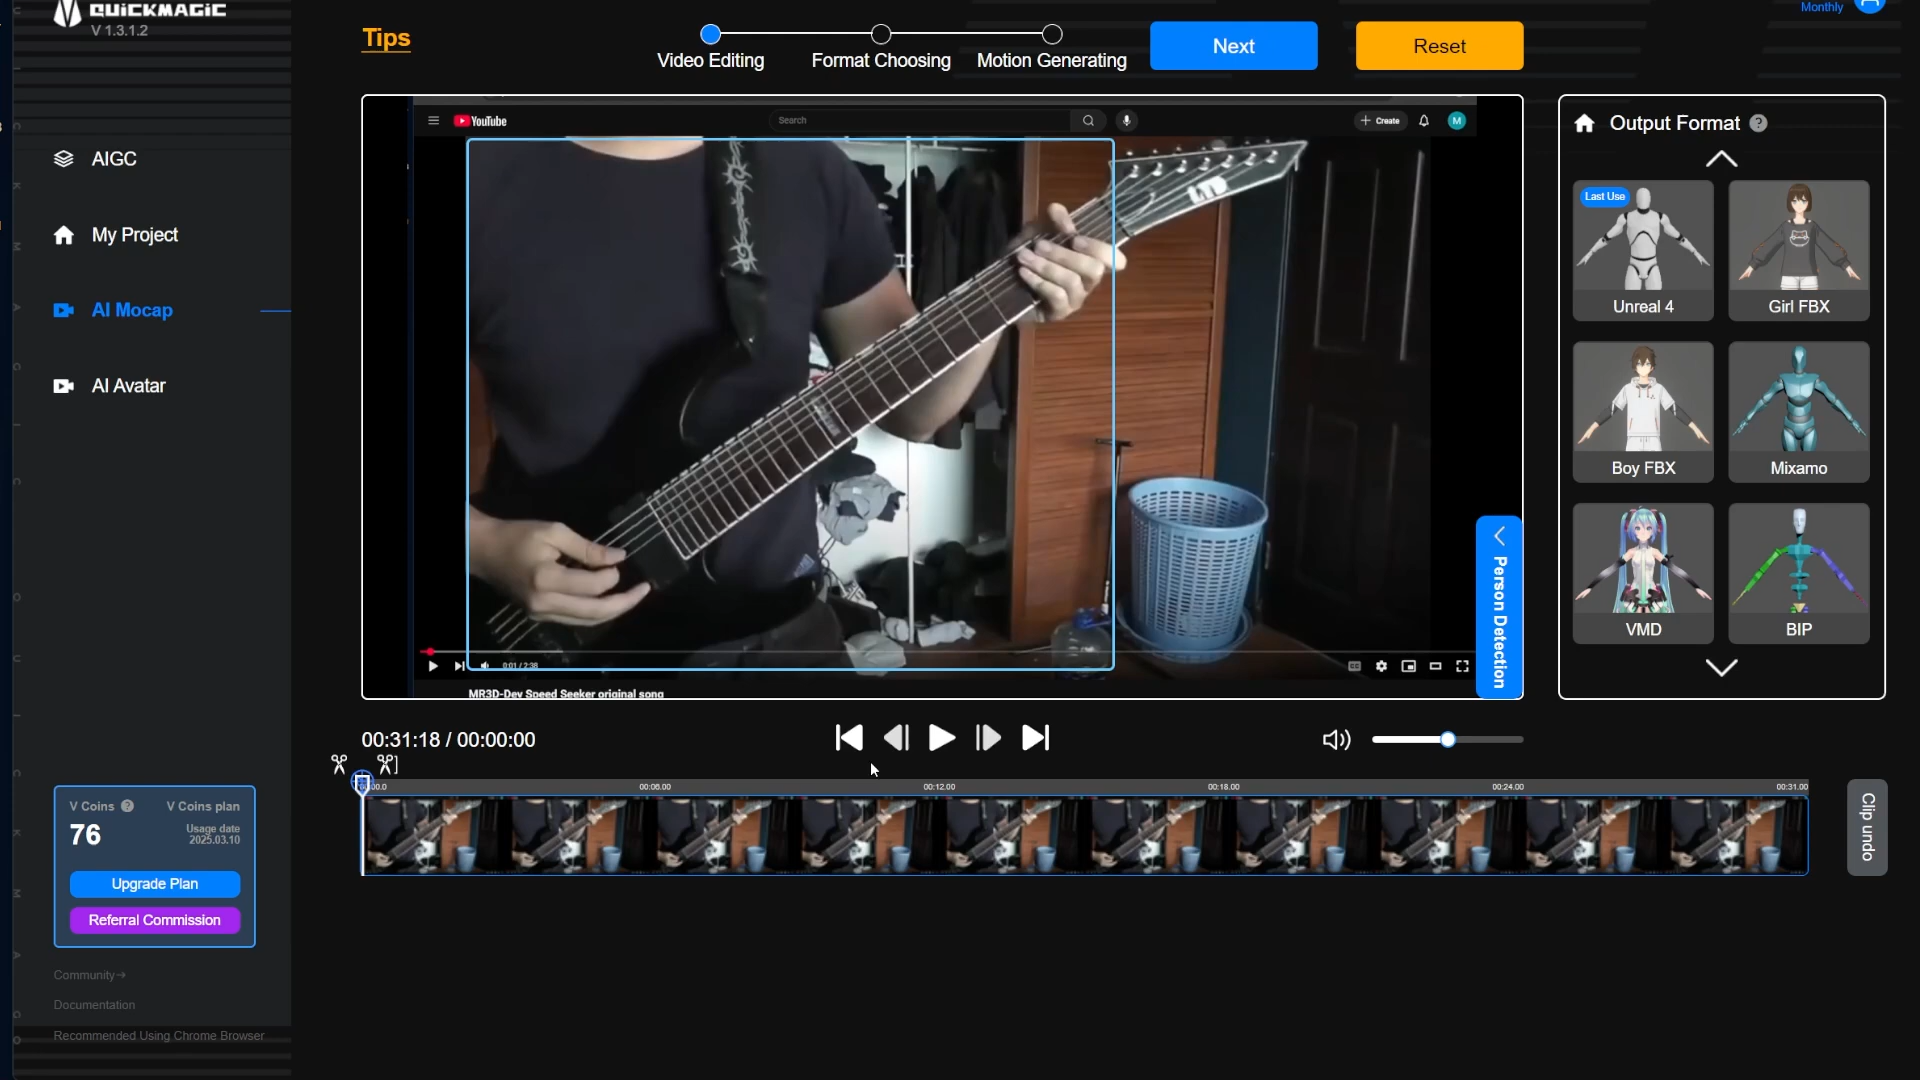 QUICKMAGIC
V 1.3.1.2
AIGC
My Project
AI Mocap
AI Avatar
V Coins ?
V Coins plan
76
Usage date
2025.03.10
Upgrade Plan
Referral Commission
Community→
Documentation
Recommended Using Chrome Browser
Tips
Video Editing
Format Choosing
Motion Generating
Next
Reset
Monthly
YouTube
Search
+ Create
M
0:01 / 2:38
MR3D-Dev Speed Seeker original song
Person Detection
Output Format ?
Last Use
Unreal 4
Girl FBX
Boy FBX
Mixamo
VMD
BIP
00:31:18 / 00:00:00
00:06.00
00:12.00
00:18.00
00:24.00
00:31.00
Clip undo